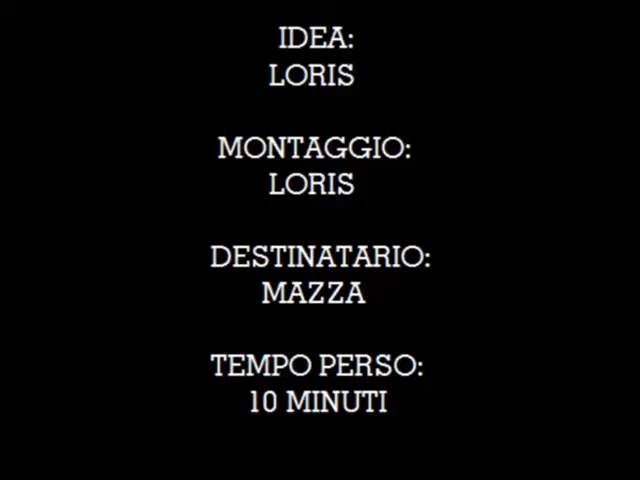 IDEA:
LORIS
MONTAGGIO:
LORIS
DESTINATARIO:
MAZZA
TEMPO PERSO:
10 MINUTI